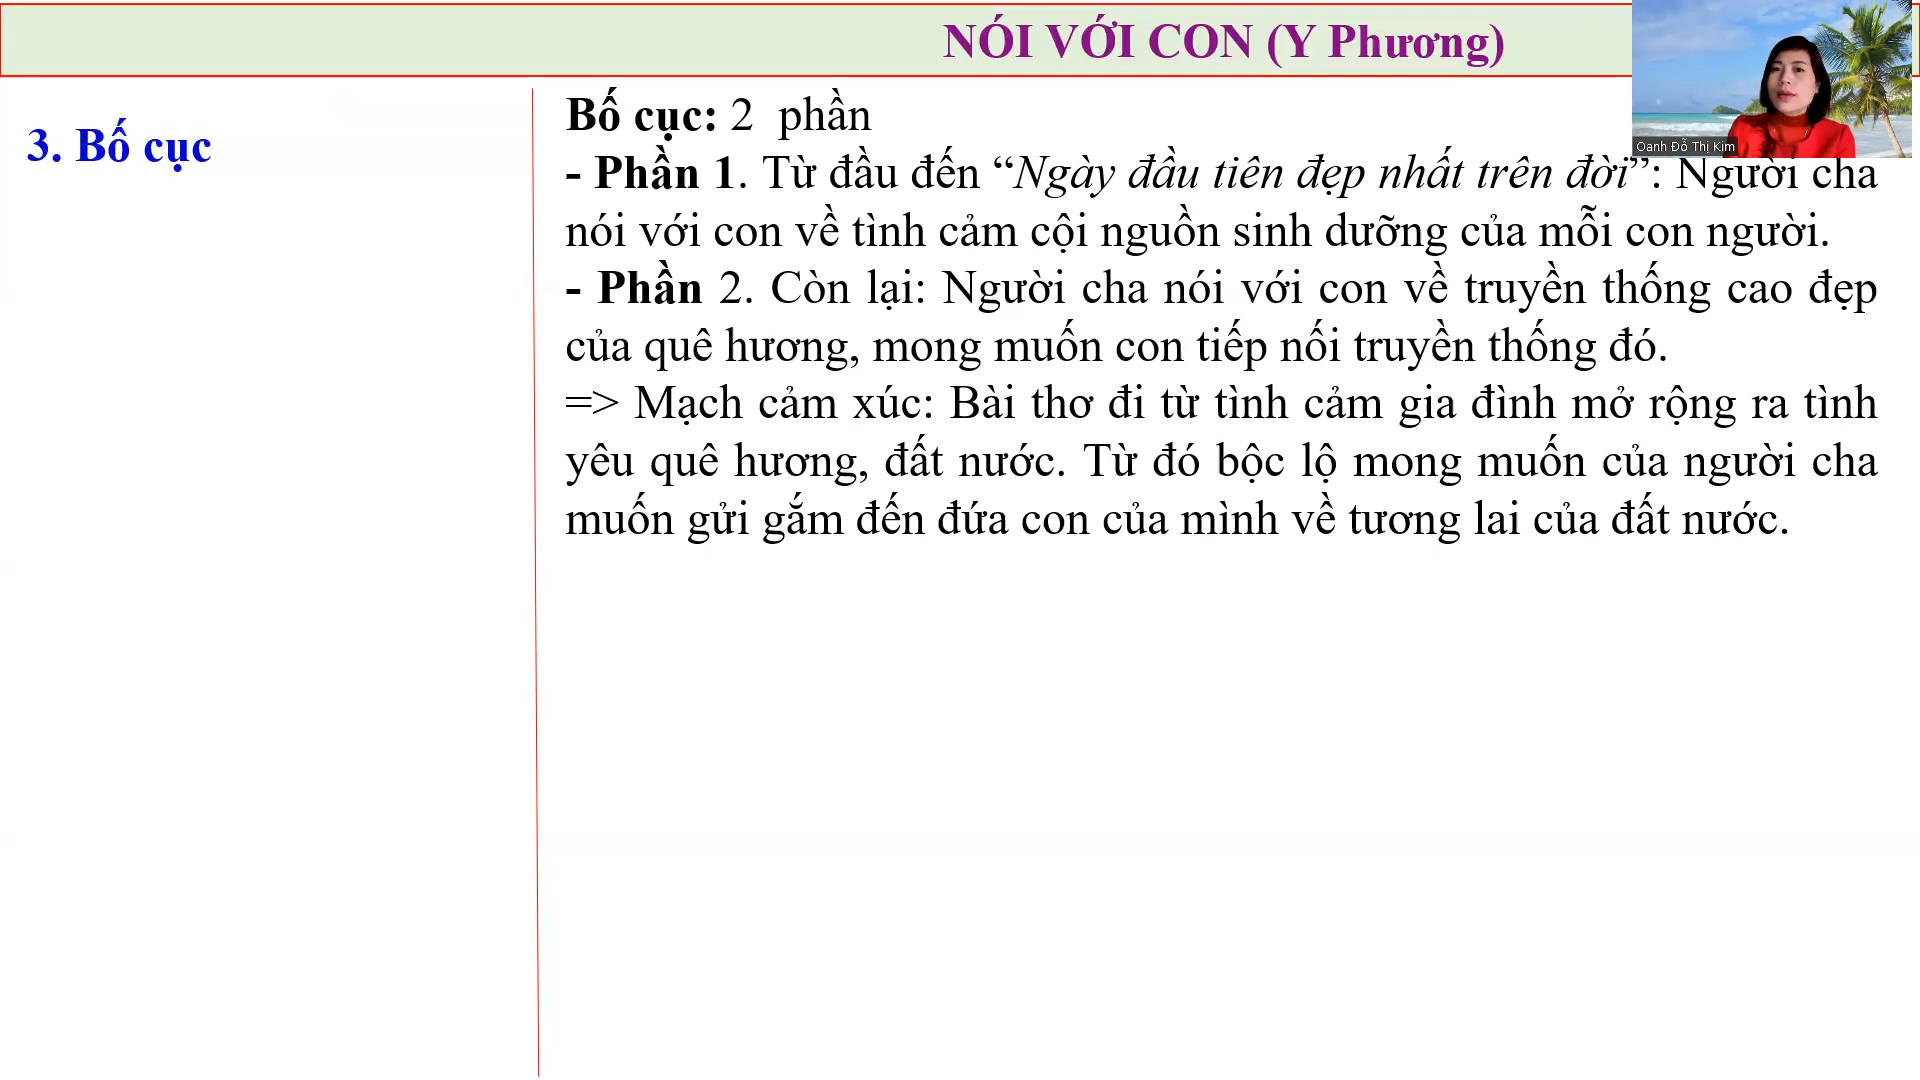 NÓI VỚI CON (Y Phương)
Oanh Đỗ Thị Kim
3. Bố cục
Bố cục: 2 phần
- Phần 1. Từ đầu đến “Ngày đầu tiên đẹp nhất trên đời”: Người cha
nói với con về tình cảm cội nguồn sinh dưỡng của mỗi con người.
- Phần 2. Còn lại: Người cha nói với con về truyền thống cao đẹp
của quê hương, mong muốn con tiếp nối truyền thống đó.
=> Mạch cảm xúc: Bài thơ đi từ tình cảm gia đình mở rộng ra tình
yêu quê hương, đất nước. Từ đó bộc lộ mong muốn của người cha
muốn gửi gắm đến đứa con của mình về tương lai của đất nước.